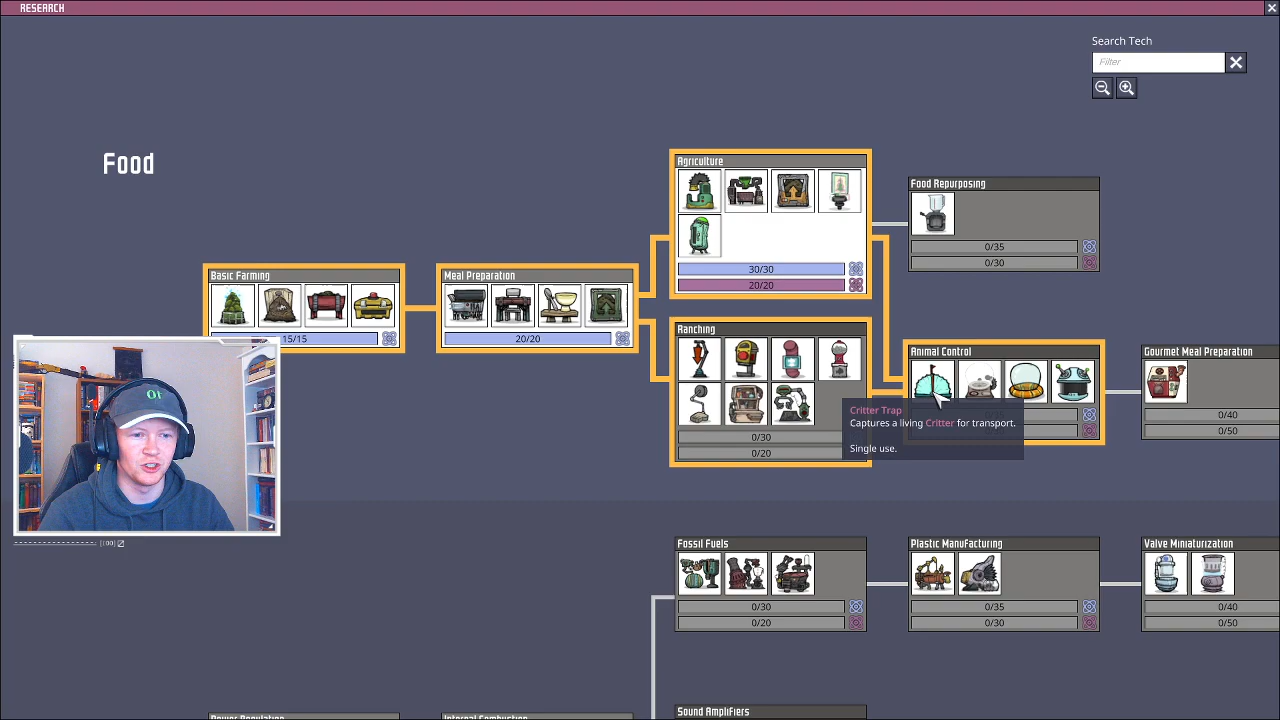 RESEARCH
Search Tech
Filter
Food
Agriculture
30/30
20/20
Food Repurposing
0/35
0/30
Basic Farming
15/15
Meal Preparation
20/20
Ranching
0/30
0/20
Animal Control
Critter Trap
Captures a living Critter for transport.
Single use.
Gourmet Meal Preparation
0/40
0/50
Fossil Fuels
0/30
0/20
Plastic Manufacturing
0/35
0/30
Valve Miniaturization
0/40
0/50
Sound Amplifiers